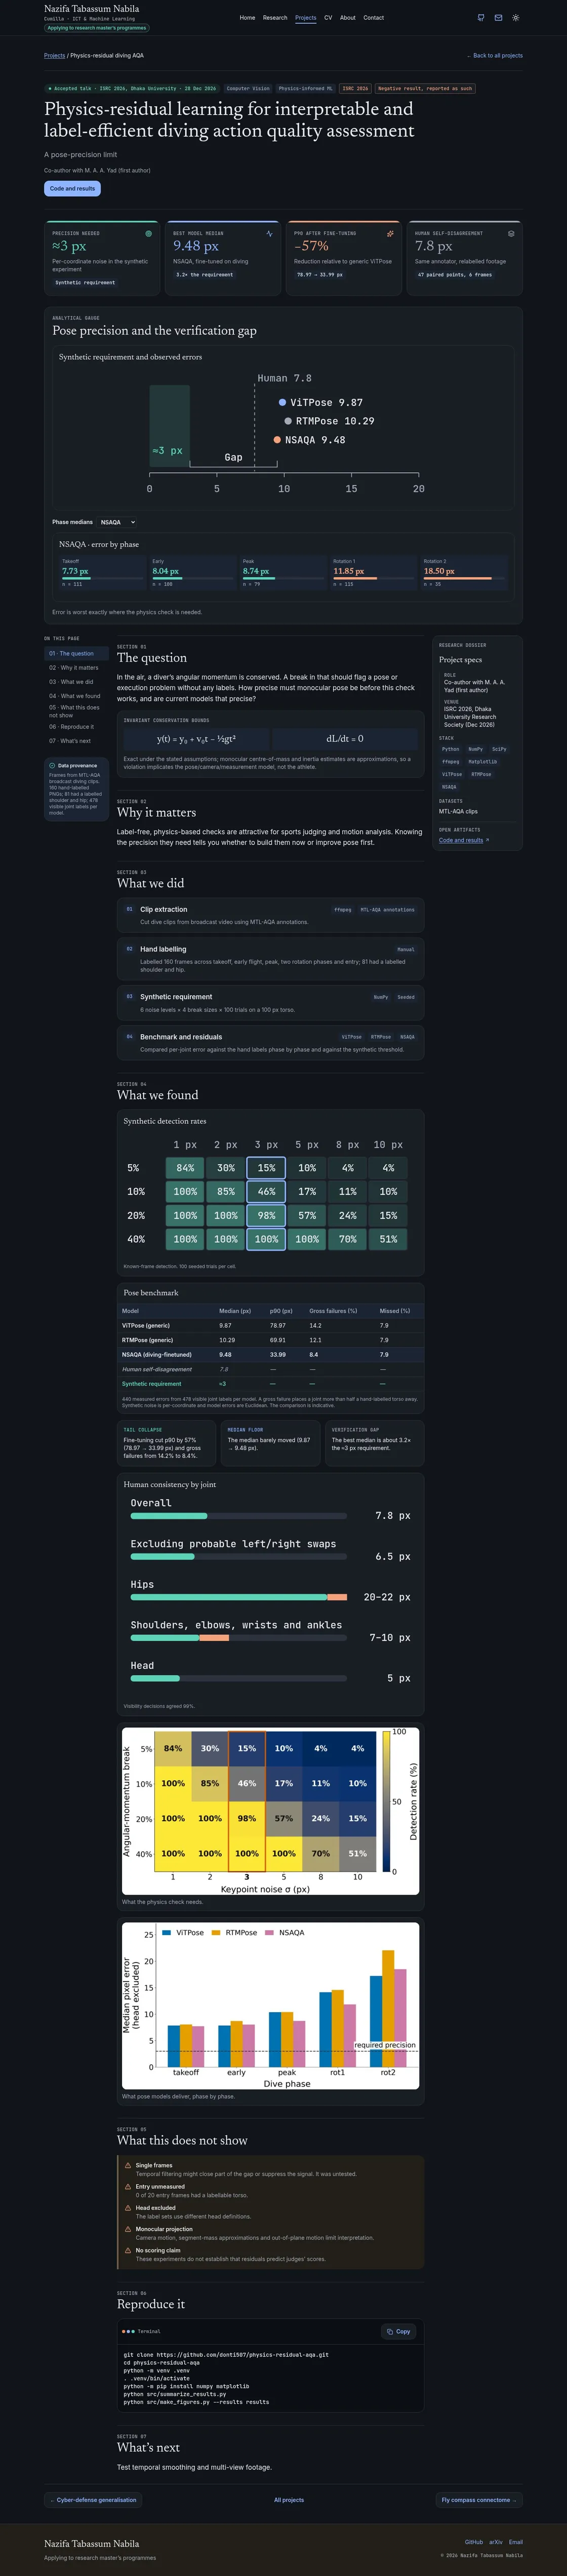 Nazifa Tabassum Nabila
Cumilla · ICT & Machine Learning
Applying to research master's programmes
Home Research Projects CV About Contact
Projects / Physics-residual diving AQA
← Back to all projects
Accepted talk · ISRC 2026, Dhaka University · 28 Dec 2026
Computer Vision
Physics-informed ML
ISRC 2026
Negative result, reported as such
Physics-residual learning for interpretable and
label-efficient diving action quality assessment
A pose-precision limit
Co-author with M. A. A. Yad (first author)
Code and results
PRECISION NEEDED
≈3 px
Per-coordinate noise in the synthetic
experiment
Synthetic requirement
BEST MODEL MEDIAN
9.48 px
NSAQA, fine-tuned on diving
3.2× the requirement
P90 AFTER FINE-TUNING
−57%
Reduction relative to generic ViTPose
78.97 → 33.99 px
HUMAN SELF-DISAGREEMENT
7.8 px
Same annotator, relabelled footage
47 paired points, 6 frames
ANALYTICAL GAUGE
Pose precision and the verification gap
Synthetic requirement and observed errors
Human 7.8
ViTPose 9.87
RTMPose 10.29
NSAQA 9.48
≈3 px
Gap
0 5 10 15 20
Phase medians NSAQA
NSAQA · error by phase
Takeoff
7.73 px
n = 111
Early
8.04 px
n = 100
Peak
8.74 px
n = 79
Rotation 1
11.85 px
n = 115
Rotation 2
18.50 px
n = 35
Error is worst exactly where the physics check is needed.
ON THIS PAGE
01 · The question
02 · Why it matters
03 · What we did
04 · What we found
05 · What this does
not show
06 · Reproduce it
07 · What's next
Data provenance
Frames from MTL-AQA
broadcast diving clips.
160 hand-labelled
PNGs; 81 had a labelled
shoulder and hip; 478
visible joint labels per
model.
SECTION 01
The question
In the air, a diver's angular momentum is conserved. A break in that should flag a pose or
execution problem without any labels. How precise must monocular pose be before this check
works, and are current models that precise?
INVARIANT CONSERVATION BOUNDS
y(t) = y₀ + v₀t − ½gt²
dL/dt = 0
Exact under the stated assumptions; monocular centre-of-mass and inertia estimates are approximations, so a
violation implicates the pose/camera/measurement model, not the athlete.
RESEARCH DOSSIER
Project specs
ROLE
Co-author with M. A. A.
Yad (first author)
VENUE
ISRC 2026, Dhaka
University Research
Society (Dec 2026)
STACK
Python NumPy SciPy
ffmpeg Matplotlib
ViTPose RTMPose
NSAQA
DATASETS
MTL-AQA clips
OPEN ARTIFACTS
Code and results ↗
SECTION 02
Why it matters
Label-free, physics-based checks are attractive for sports judging and motion analysis. Knowing
the precision they need tells you whether to build them now or improve pose first.
SECTION 03
What we did
01 Clip extraction ffmpeg MTL-AQA annotations
Cut dive clips from broadcast video using MTL-AQA annotations.
02 Hand labelling Manual
Labelled 160 frames across takeoff, early flight, peak, two rotation phases and entry; 81 had a labelled
shoulder and hip.
03 Synthetic requirement NumPy Seeded
6 noise levels × 4 break sizes × 100 trials on a 100 px torso.
04 Benchmark and residuals ViTPose RTMPose NSAQA
Compared per-joint error against the hand labels phase by phase and against the synthetic threshold.
SECTION 04
What we found
Synthetic detection rates
1 px 2 px 3 px 5 px 8 px 10 px
5% 84% 30% 15% 10% 4% 4%
10% 100% 85% 46% 17% 11% 10%
20% 100% 100% 98% 57% 24% 15%
40% 100% 100% 100% 100% 70% 51%
Known-frame detection. 100 seeded trials per cell.
Pose benchmark
Model Median (px) p90 (px) Gross failures (%) Missed (%)
ViTPose (generic) 9.87 78.97 14.2 7.9
RTMPose (generic) 10.29 69.91 12.1 7.9
NSAQA (diving-finetuned) 9.48 33.99 8.4 7.9
Human self-disagreement 7.8 — — —
Synthetic requirement ≈3 — — —
440 measured errors from 478 visible joint labels per model. A gross failure places a joint more than half a hand-labelled torso away.
Synthetic noise is per-coordinate and model errors are Euclidean. The comparison is indicative.
TAIL COLLAPSE
Fine-tuning cut p90 by 57%
(78.97 → 33.99 px) and gross
failures from 14.2% to 8.4%.
MEDIAN FLOOR
The median barely moved (9.87
→ 9.48 px).
VERIFICATION GAP
The best median is about 3.2×
the ≈3 px requirement.
Human consistency by joint
Overall
7.8 px
Excluding probable left/right swaps
6.5 px
Hips
20–22 px
Shoulders, elbows, wrists and ankles
7–10 px
Head
5 px
Visibility decisions agreed 99%.
Angular-momentum break
5% 84% 30% 15% 10% 4% 4%
10% 100% 85% 46% 17% 11% 10%
20% 100% 100% 98% 57% 24% 15%
40% 100% 100% 100% 100% 70% 51%
1 2 3 5 8 10
Keypoint noise σ (px)
100
50
0
Detection rate (%)
What the physics check needs.
ViTPose RTMPose NSAQA
Median pixel error
(head excluded)
25
20
15
10
5
0
required precision
takeoff early peak rot1 rot2
Dive phase
What pose models deliver, phase by phase.
SECTION 05
What this does not show
Single frames
Temporal filtering might close part of the gap or suppress the signal. It was untested.
Entry unmeasured
0 of 20 entry frames had a labellable torso.
Head excluded
The label sets use different head definitions.
Monocular projection
Camera motion, segment-mass approximations and out-of-plane motion limit interpretation.
No scoring claim
These experiments do not establish that residuals predict judges' scores.
SECTION 06
Reproduce it
Terminal
Copy
git clone https://github.com/donti507/physics-residual-aqa.git
cd physics-residual-aqa
python -m venv .venv
. .venv/bin/activate
python -m pip install numpy matplotlib
python src/summarize_results.py
python src/make_figures.py --results results
SECTION 07
What's next
Test temporal smoothing and multi-view footage.
← Cyber-defense generalisation
All projects
Fly compass connectome →
Nazifa Tabassum Nabila
Applying to research master's programmes
GitHub arXiv Email
© 2026 Nazifa Tabassum Nabila